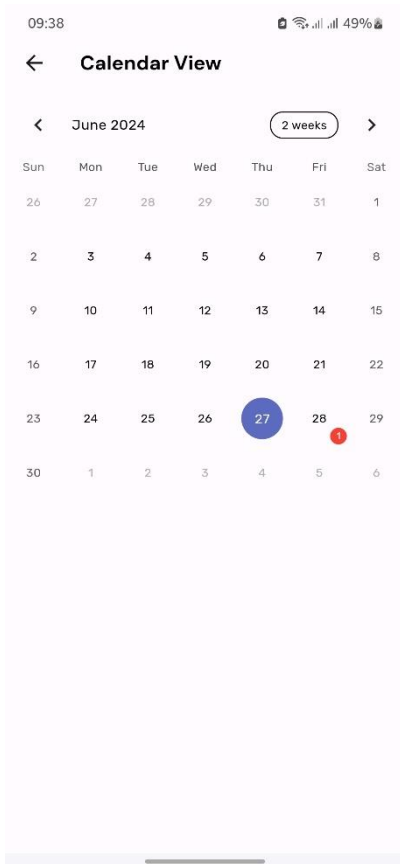 09:38 49%
Calendar View
June 2024 2 weeks
Sun Mon Tue Wed Thu Fri Sat
26 27 28 29 30 31 1
2 3 4 5 6 7 8
9 10 11 12 13 14 15
16 17 18 19 20 21 22
23 24 25 26 27 28 29
1
30 1 2 3 4 5 6